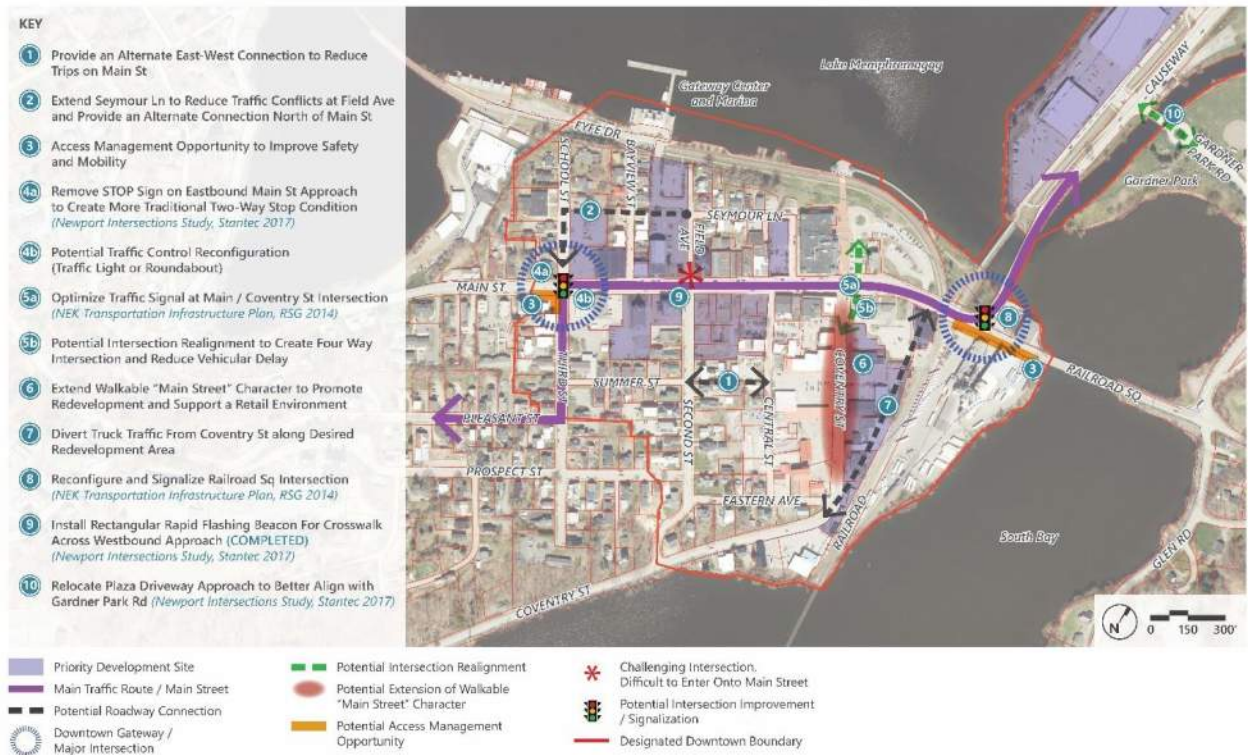 KEY
1 Provide an Alternate East-West Connection to Reduce
Trips on Main St
2 Extend Seymour Ln to Reduce Traffic Conflicts at Field Ave
and Provide an Alternate Connection North of Main St
3 Access Management Opportunity to Improve Safety
and Mobility
4a Remove STOP Sign on Eastbound Main St Approach
to Create More Traditional Two-Way Stop Condition
(Newport Intersections Study, Stantec 2017)
4b Potential Traffic Control Reconfiguration
(Traffic Light or Roundabout)
5a Optimize Traffic Signal at Main / Coventry St Intersection
(NEK Transportation Infrastructure Plan, RSG 2014)
5b Potential Intersection Realignment to Create Four Way
Intersection and Reduce Vehicular Delay
6 Extend Walkable "Main Street" Character to Promote
Redevelopment and Support a Retail Environment
7 Divert Truck Traffic From Coventry St along Desired
Redevelopment Area
8 Reconfigure and Signalize Railroad Sq Intersection
(NEK Transportation Infrastructure Plan, RSG 2014)
9 Install Rectangular Rapid Flashing Beacon For Crosswalk
Across Westbound Approach (COMPLETED)
(Newport Intersections Study, Stantec 2017)
10 Relocate Plaza Driveway Approach to Better Align with
Gardner Park Rd (Newport Intersections Study, Stantec 2017)
Lake Memphremagog
Gateway Center
and Marina
CAUSEWAY
10
GARDNER
PARK RD
Gardner Park
FYFE DR
SCHOOL ST
BAYVIEW ST
2
SEYMOUR LN
FIELD
AVE
4a
MAIN ST
4b
3
9
5a
5b
8
3
RAILROAD SQ
THIRD ST
SUMMER ST
1
6
COVENTRY ST
7
PLEASANT ST
SECOND ST
CENTRAL ST
PROSPECT ST
EASTERN AVE
RAILROAD
South Bay
GLEN RD
COVENTRY ST
N 0 150 300'
Priority Development Site
Main Traffic Route / Main Street
Potential Roadway Connection
Downtown Gateway /
Major Intersection
Potential Intersection Realignment
Potential Extension of Walkable
"Main Street" Character
Potential Access Management
Opportunity
Challenging Intersection,
Difficult to Enter Onto Main Street
Potential Intersection Improvement
/ Signalization
Designated Downtown Boundary